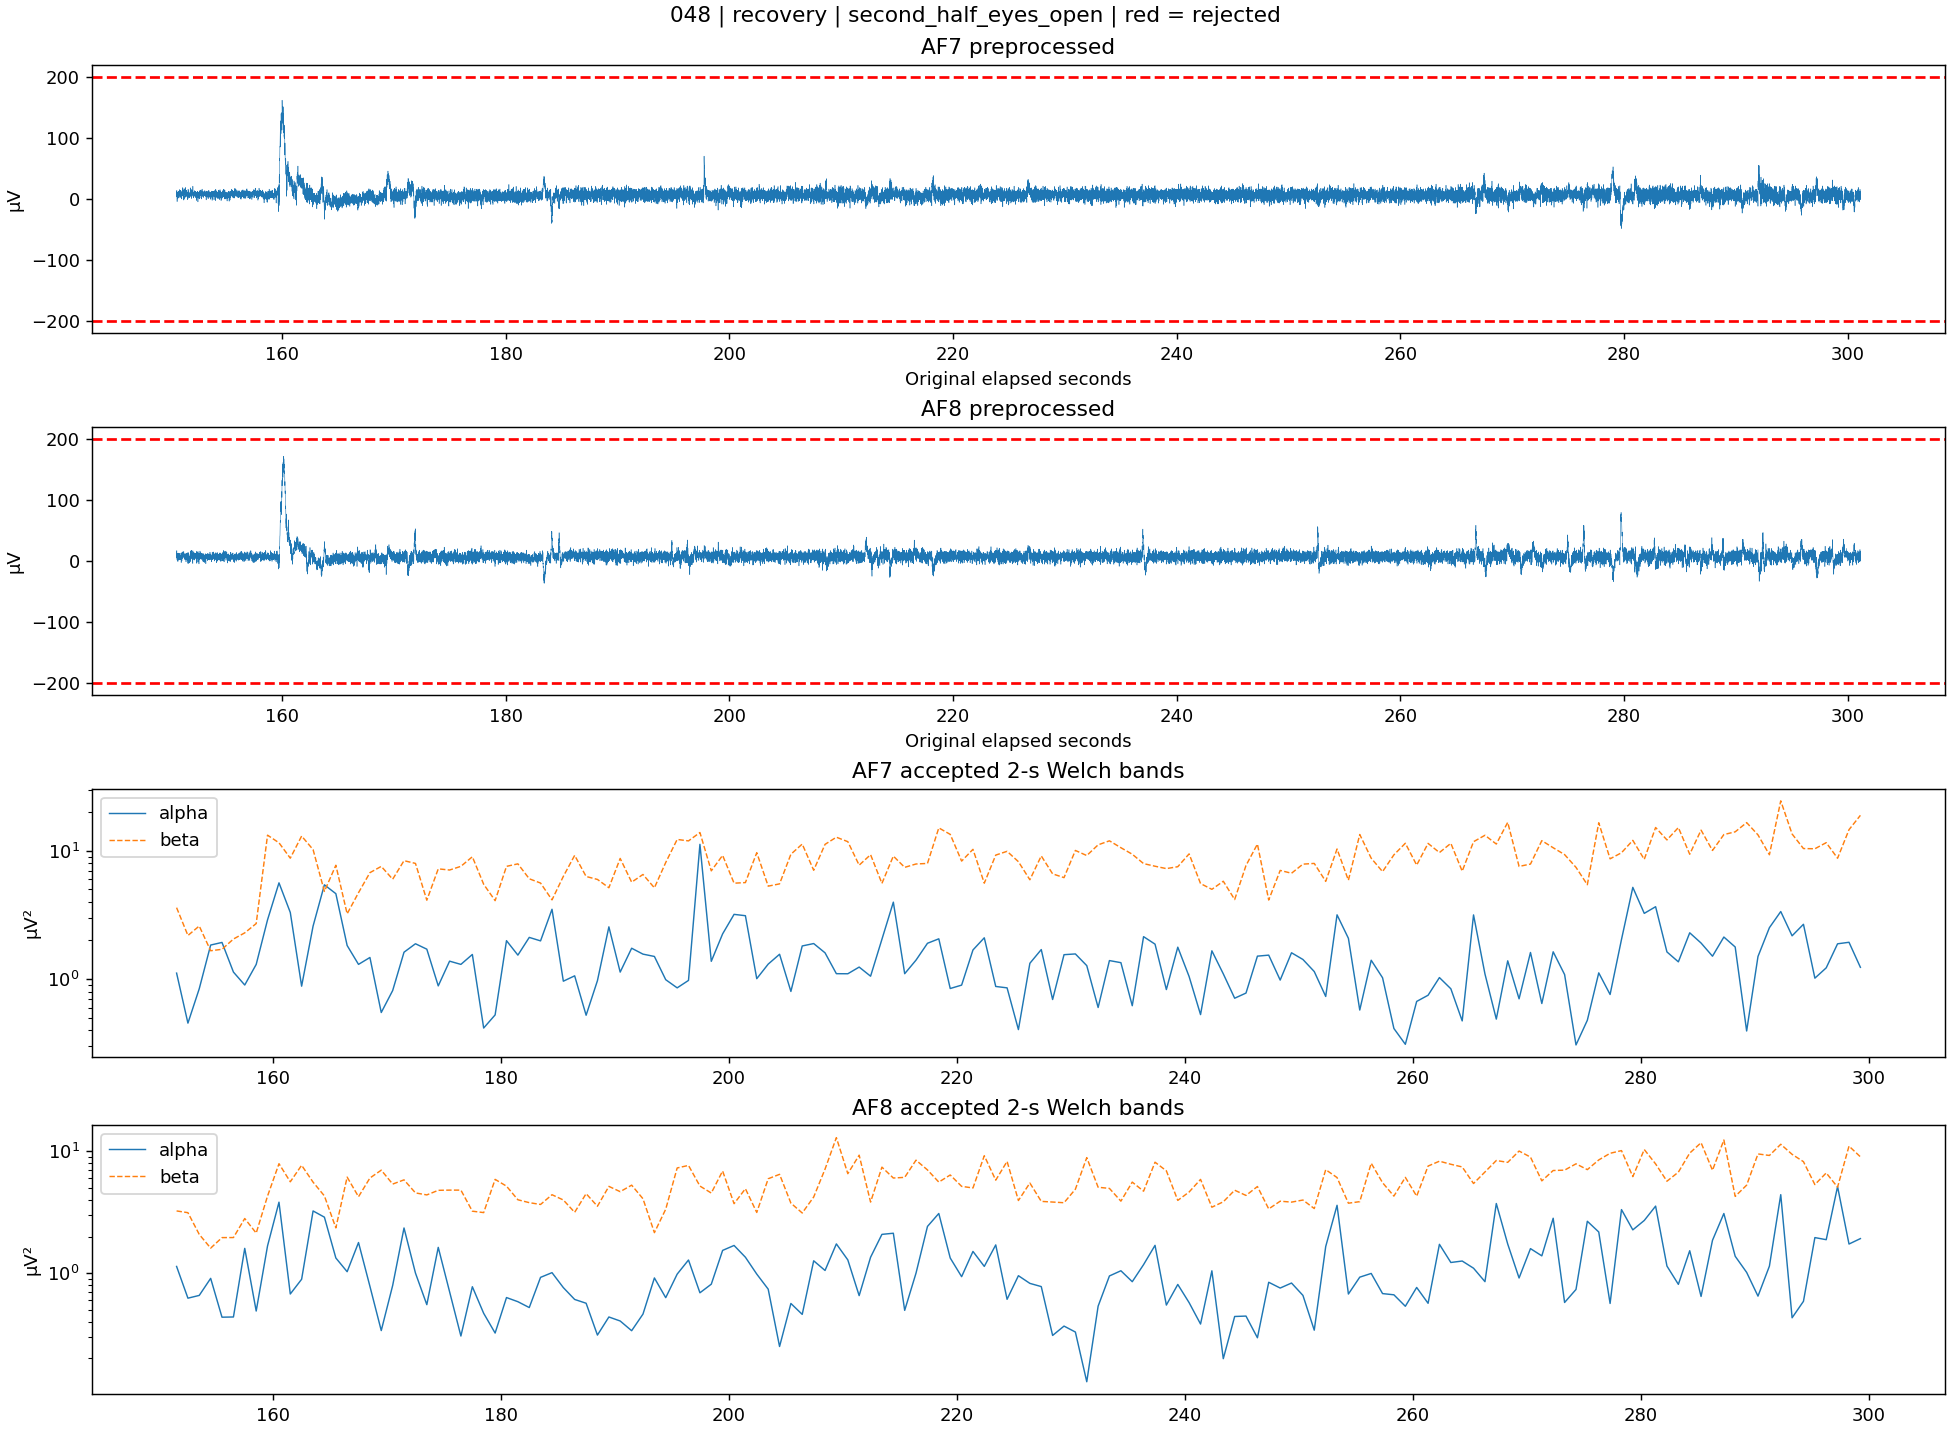 048 | recovery | second_half_eyes_open | red = rejected
AF7 preprocessed
200
100
0
−100
−200
µV
160 180 200 220 240 260 280 300
Original elapsed seconds
AF8 preprocessed
200
100
0
−100
−200
µV
160 180 200 220 240 260 280 300
Original elapsed seconds
AF7 accepted 2-s Welch bands
alpha
beta
10¹
10⁰
µV²
160 180 200 220 240 260 280 300
AF8 accepted 2-s Welch bands
alpha
beta
10¹
10⁰
µV²
160 180 200 220 240 260 280 300